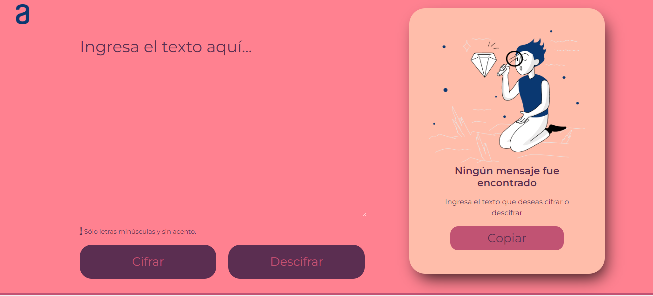 a
Ingresa el texto aquí...
Sólo letras minúsculas y sin acento.
Cifrar
Descifrar
Ningún mensaje fue
encontrado
Ingresa el texto que deseas cifrar o
descifrar
Copiar